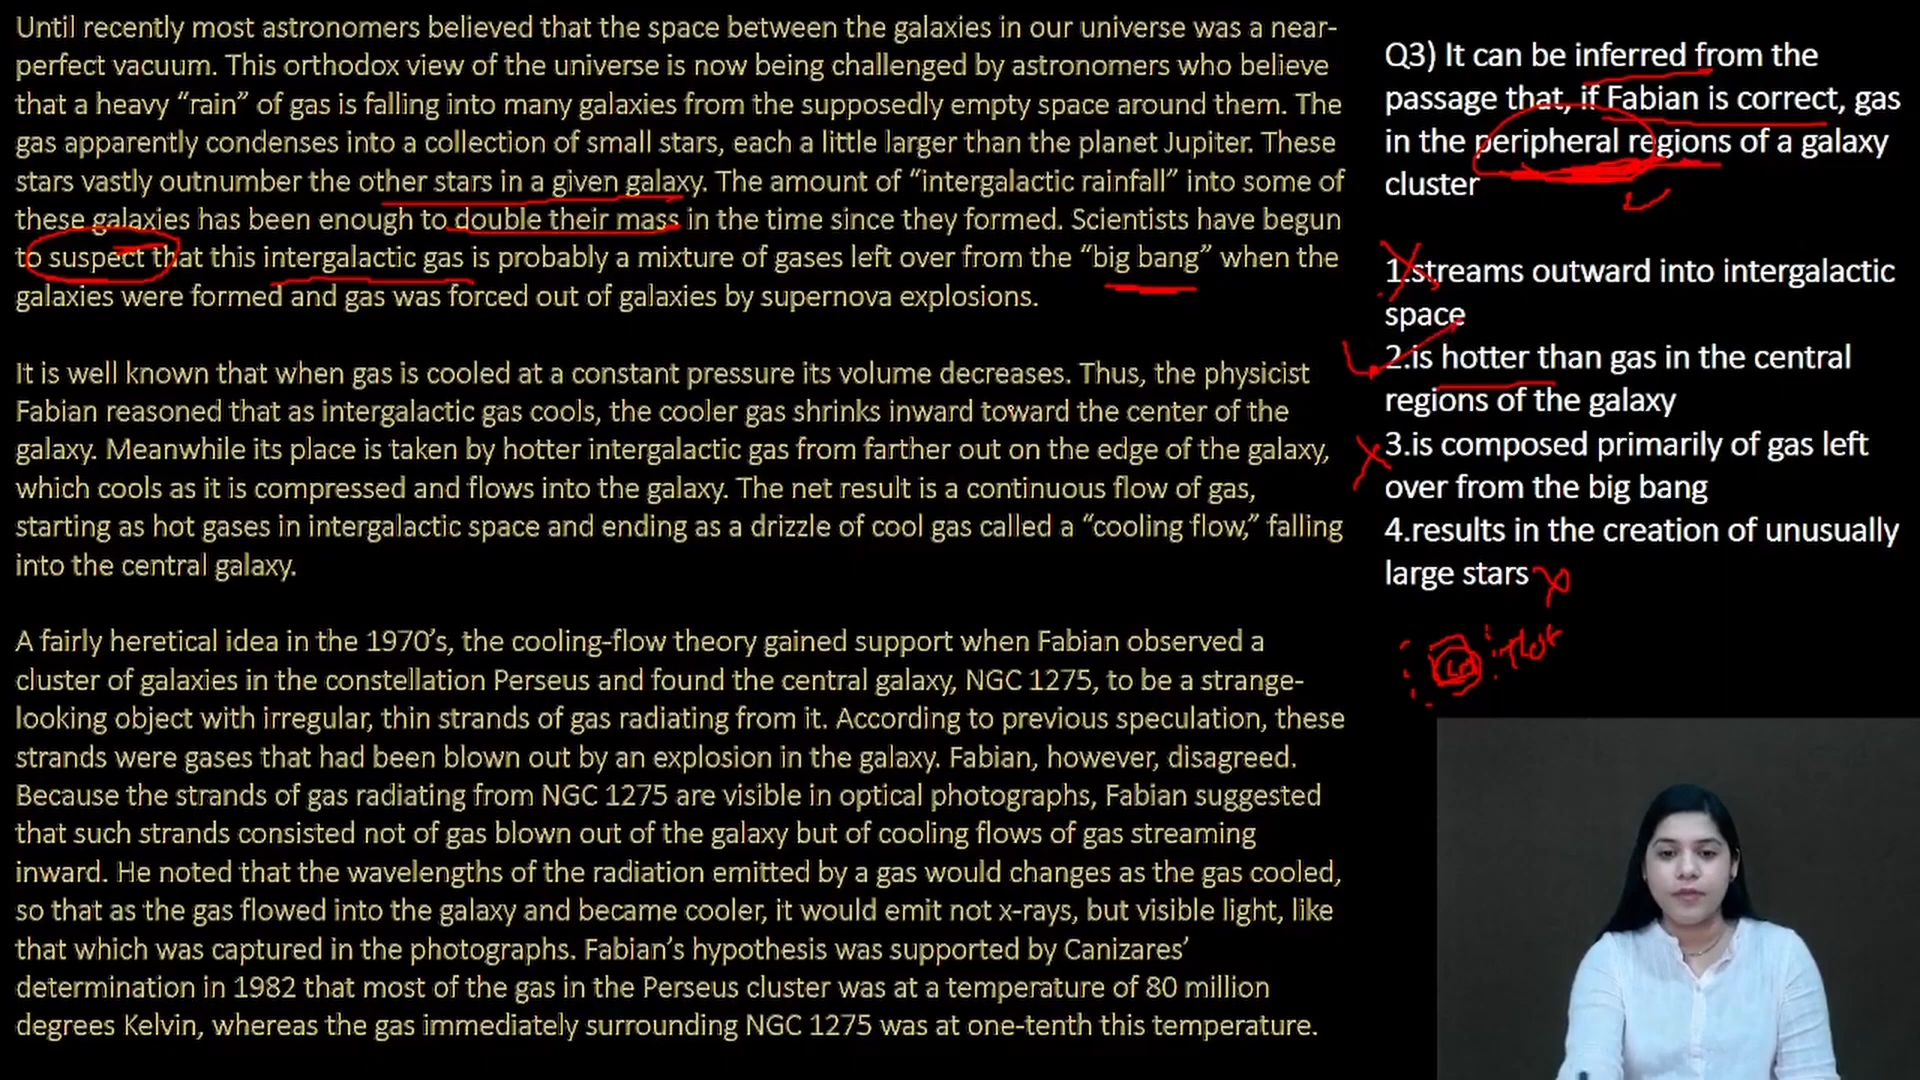 Until recently most astronomers believed that the space between the galaxies in our universe was a near-
perfect vacuum. This orthodox view of the universe is now being challenged by astronomers who believe
that a heavy “rain” of gas is falling into many galaxies from the supposedly empty space around them. The
gas apparently condenses into a collection of small stars, each a little larger than the planet Jupiter. These
stars vastly outnumber the other stars in a given galaxy. The amount of “intergalactic rainfall” into some of
these galaxies has been enough to double their mass in the time since they formed. Scientists have begun
to suspect that this intergalactic gas is probably a mixture of gases left over from the “big bang” when the
galaxies were formed and gas was forced out of galaxies by supernova explosions.
It is well known that when gas is cooled at a constant pressure its volume decreases. Thus, the physicist
Fabian reasoned that as intergalactic gas cools, the cooler gas shrinks inward toward the center of the
galaxy. Meanwhile its place is taken by hotter intergalactic gas from farther out on the edge of the galaxy,
which cools as it is compressed and flows into the galaxy. The net result is a continuous flow of gas,
starting as hot gases in intergalactic space and ending as a drizzle of cool gas called a “cooling flow,” falling
into the central galaxy.
A fairly heretical idea in the 1970’s, the cooling-flow theory gained support when Fabian observed a
cluster of galaxies in the constellation Perseus and found the central galaxy, NGC 1275, to be a strange-
looking object with irregular, thin strands of gas radiating from it. According to previous speculation, these
strands were gases that had been blown out by an explosion in the galaxy. Fabian, however, disagreed.
Because the strands of gas radiating from NGC 1275 are visible in optical photographs, Fabian suggested
that such strands consisted not of gas blown out of the galaxy but of cooling flows of gas streaming
inward. He noted that the wavelengths of the radiation emitted by a gas would changes as the gas cooled,
so that as the gas flowed into the galaxy and became cooler, it would emit not x-rays, but visible light, like
that which was captured in the photographs. Fabian’s hypothesis was supported by Canizares’
determination in 1982 that most of the gas in the Perseus cluster was at a temperature of 80 million
degrees Kelvin, whereas the gas immediately surrounding NGC 1275 was at one-tenth this temperature.
Q3) It can be inferred from the
passage that, if Fabian is correct, gas
in the peripheral regions of a galaxy
cluster
1.streams outward into intergalactic
space
2.is hotter than gas in the central
regions of the galaxy
3.is composed primarily of gas left
over from the big bang
4.results in the creation of unusually
large stars
Hot